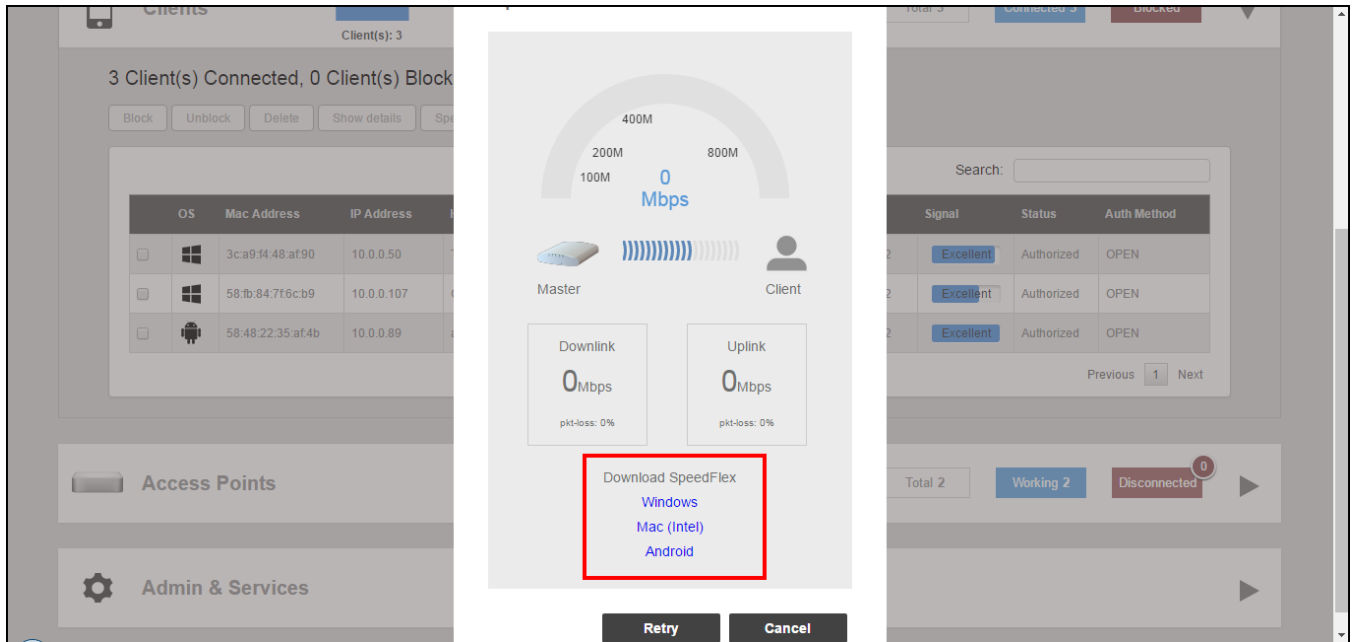 Clients
Client(s): 3
Total 3
Connected 3
Blocked
3 Client(s) Connected, 0 Client(s) Block
Block
Unblock
Delete
Show details
Search:
OS Mac Address IP Address Signal Status Auth Method
3c:a9:f4:48:af:90 10.0.0.50 Excellent Authorized OPEN
58:fb:84:7f:6c:b9 10.0.0.107 Excellent Authorized OPEN
58:48:22:35:af:4b 10.0.0.89 Excellent Authorized OPEN
Previous 1 Next
400M
200M 800M
100M
0
Mbps
Master Client
Downlink
0Mbps
pkt-loss: 0%
Uplink
0Mbps
pkt-loss: 0%
Download SpeedFlex
Windows
Mac (Intel)
Android
Retry
Cancel
Access Points
Total 2
Working 2
Disconnected
0
Admin & Services